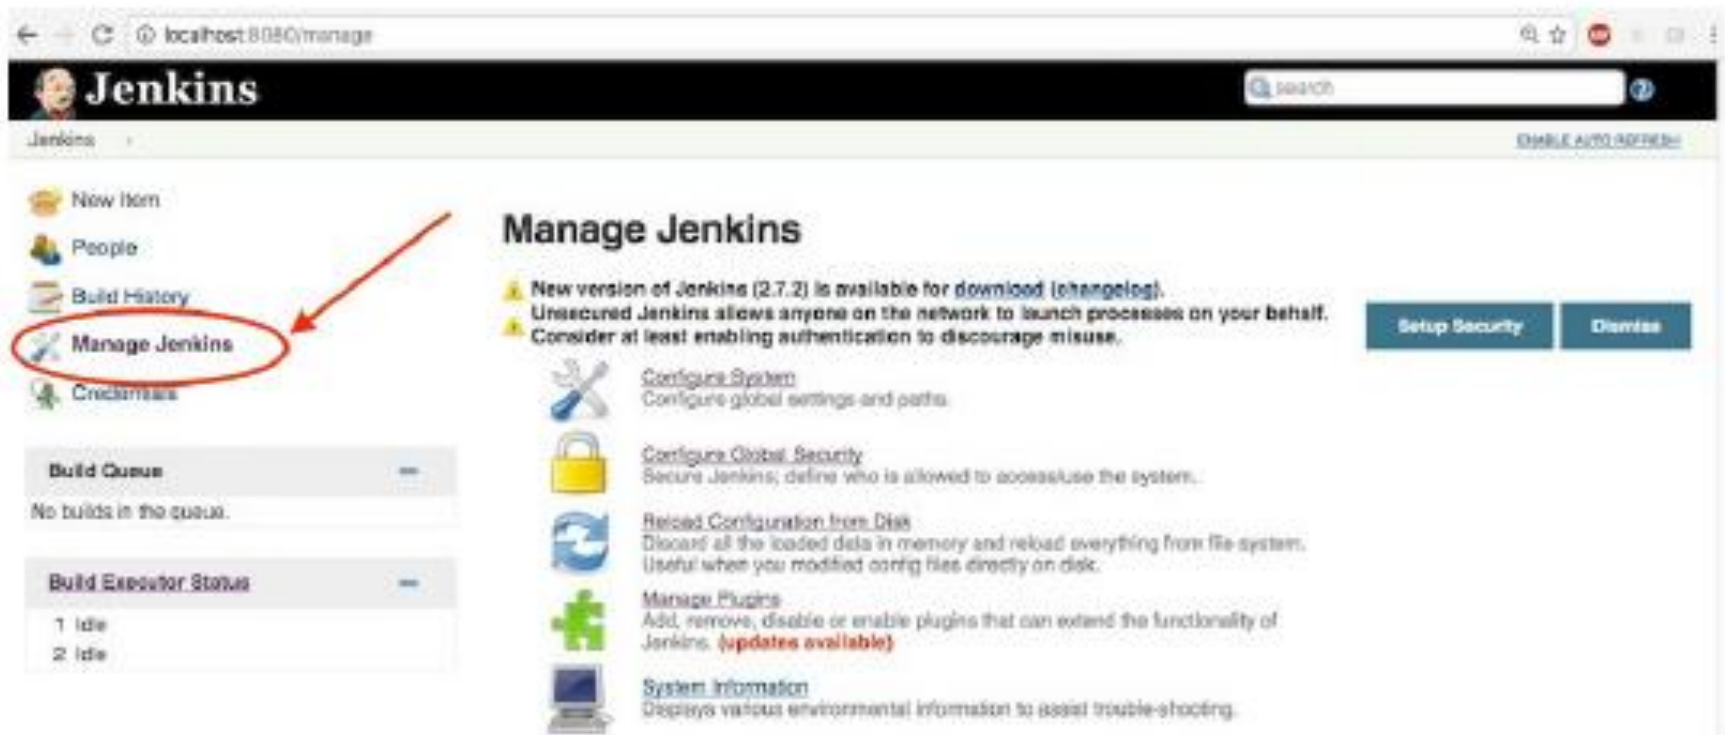 localhost:8080/manage
Jenkins
search
Jenkins
ENABLE AUTO REFRESH
New Item
People
Build History
Manage Jenkins
Credentials
Build Queue
No builds in the queue.
Build Executor Status
1 Idle
2 Idle
Manage Jenkins
New version of Jenkins (2.7.2) is available for download (changelog).
Unsecured Jenkins allows anyone on the network to launch processes on your behalf.
Consider at least enabling authentication to discourage misuse.
Setup Security
Dismiss
Configure System
Configure global settings and paths.
Configure Global Security
Secure Jenkins; define who is allowed to access/use the system.
Reload Configuration from Disk
Discard all the loaded data in memory and reload everything from file system.
Useful when you modified config files directly on disk.
Manage Plugins
Add, remove, disable or enable plugins that can extend the functionality of
Jenkins. (updates available)
System Information
Displays various environmental information to assist trouble-shooting.